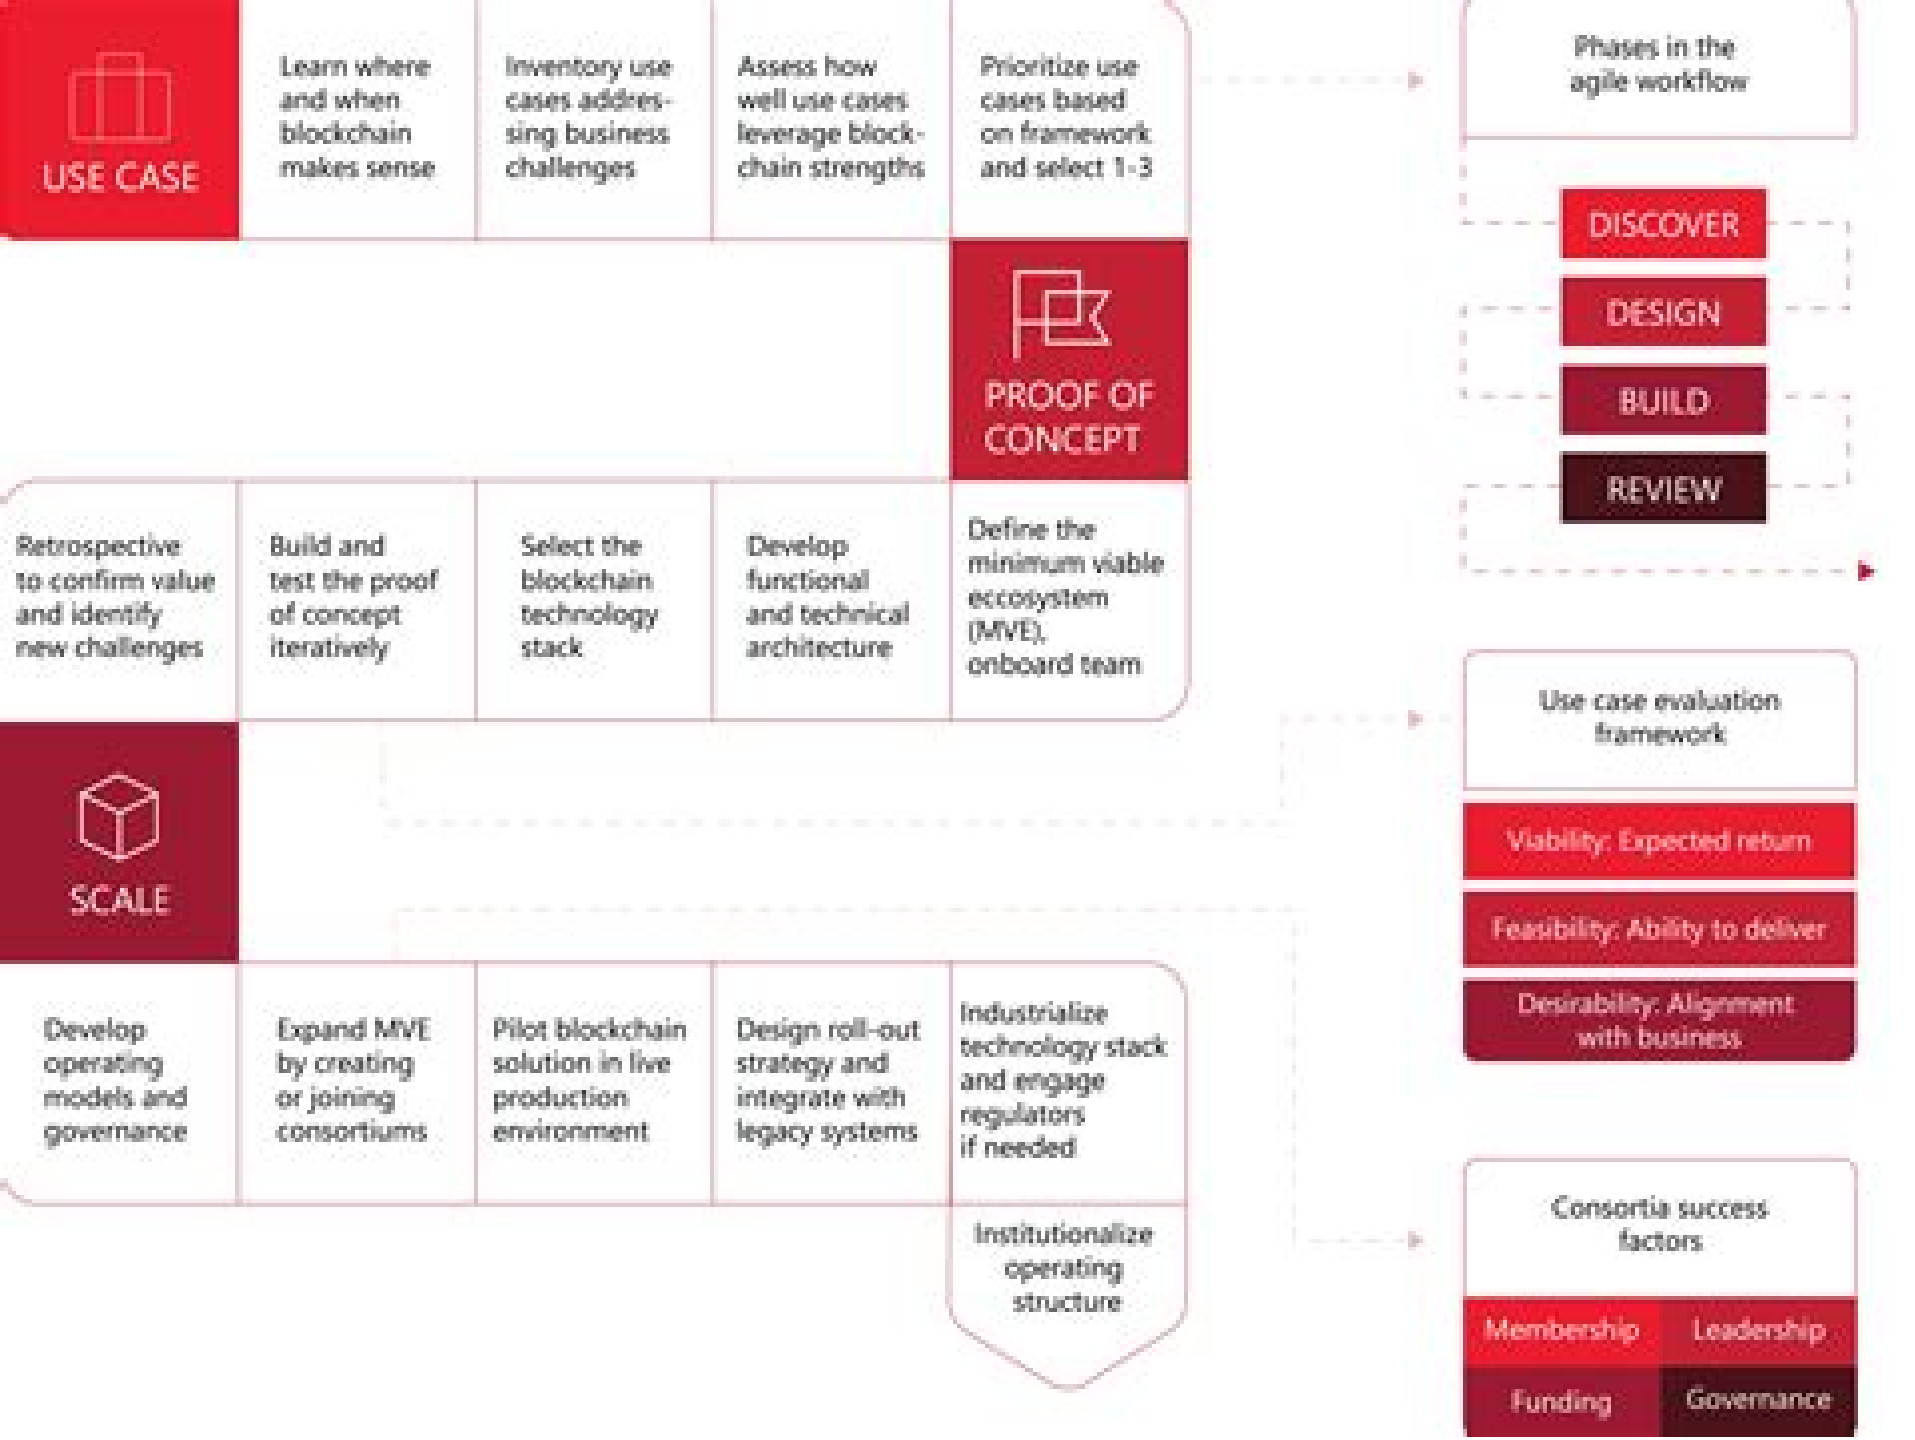 USE CASE
Learn where
and when
blockchain
makes sense
Inventory use
cases addres-
sing business
challenges
Assess how
well use cases
leverage block-
chain strengths
Prioritize use
cases based
on framework
and select 1-3
PROOF OF
CONCEPT
Define the
minimum viable
eccosystem
(MVE),
onboard team
Develop
functional
and technical
architecture
Select the
blockchain
technology
stack
Build and
test the proof
of concept
iteratively
Retrospective
to confirm value
and identify
new challenges
SCALE
Develop
operating
models and
governance
Expand MVE
by creating
or joining
consortiums
Pilot blockchain
solution in live
production
environment
Design roll-out
strategy and
integrate with
legacy systems
Industrialize
technology stack
and engage
regulators
if needed
Institutionalize
operating
structure
Phases in the
agile workflow
DISCOVER
DESIGN
BUILD
REVIEW
Use case evaluation
framework
Viability: Expected return
Feasibility: Ability to deliver
Desirability: Alignment
with business
Consortia success
factors
Membership
Leadership
Funding
Governance